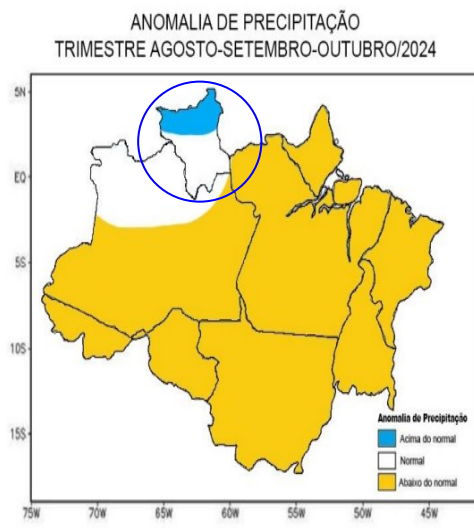 ANOMALIA DE PRECIPITAÇÃO
TRIMESTRE AGOSTO-SETEMBRO-OUTUBRO/2024
5N
EQ
5S
10S
15S
Anomalia de Precipitação
Acima do normal
Normal
Abaixo do normal
75W 70W 65W 60W 55W 50W 45W